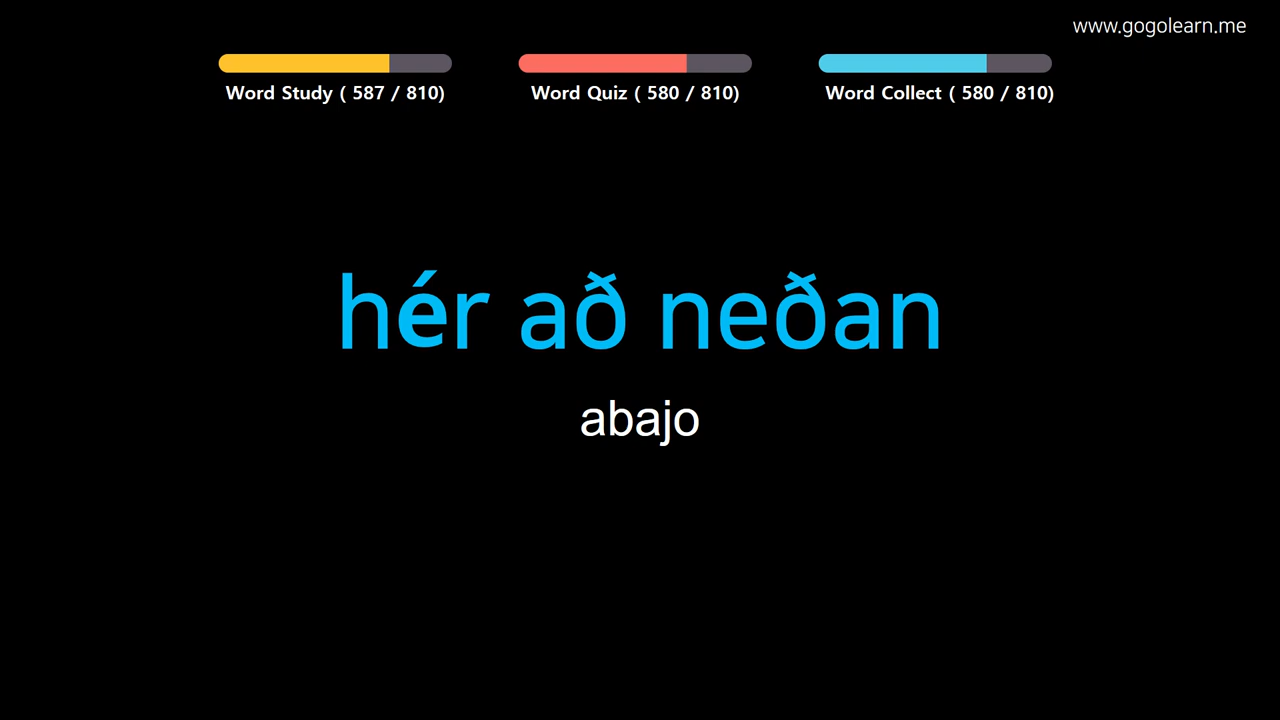 www.gogolearn.me
Word Study ( 587 / 810)
Word Quiz ( 580 / 810)
Word Collect ( 580 / 810)
hér að neðan
abajo